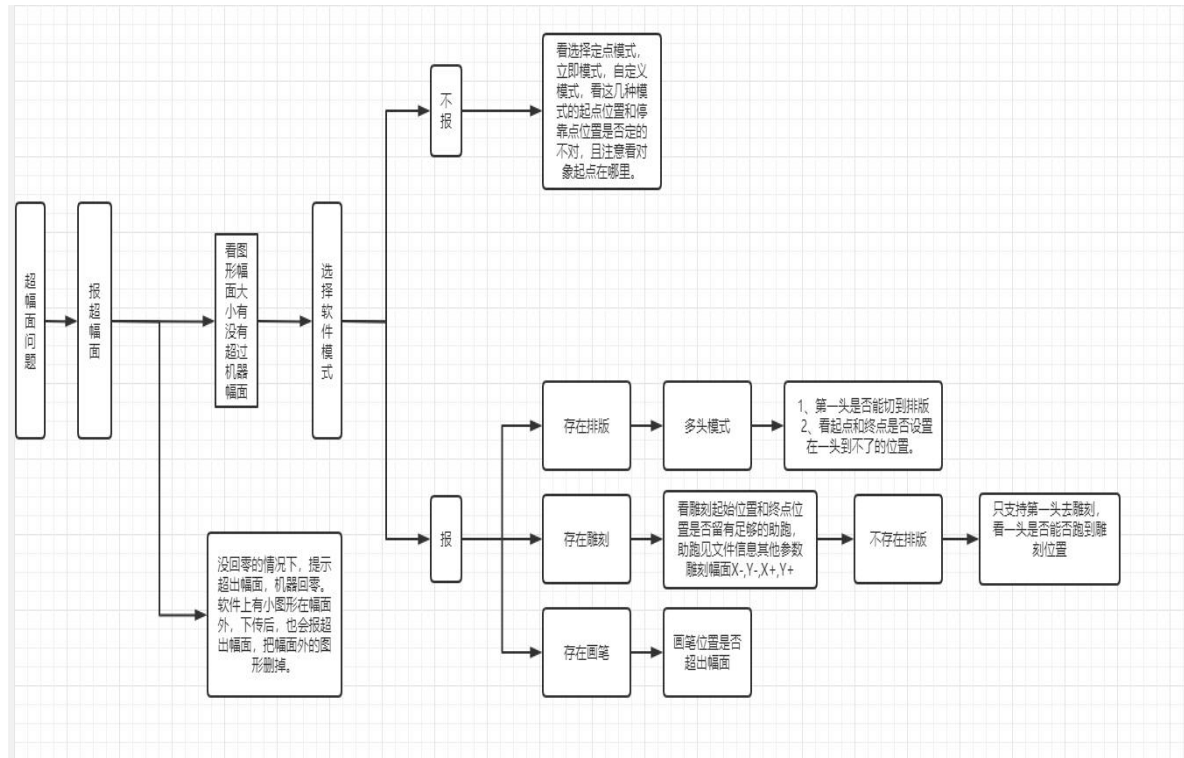 看选择定点模式，
立即模式，自定义
模式，看这几种模
式的起点位置和停
靠点位置是否定的
不对，且注意看对
象起点在哪里。
不
报
超
幅
面
问
题
报
超
幅
面
看图
形幅
面大
小有
没有
超过
机器
幅面
选
择
软
件
模
式
存在排版
多头模式
1、第一头是否能切到排版
2、看起点和终点是否设置
在一头到不了的位置。
报
存在雕刻
看雕刻起始位置和终点位
置是否留有足够的助跑，
助跑见文件信息其他参数
雕刻幅面X-,Y-,X+,Y+
不存在排版
只支持第一头去雕刻，
看一头是否能否跑到雕
刻位置
没回零的情况下，提示
超出幅面，机器回零。
软件上有小图形在幅面
外，下传后，也会报超
出幅面，把幅面外的图
形删掉。
存在画笔
画笔位置是否
超出幅面